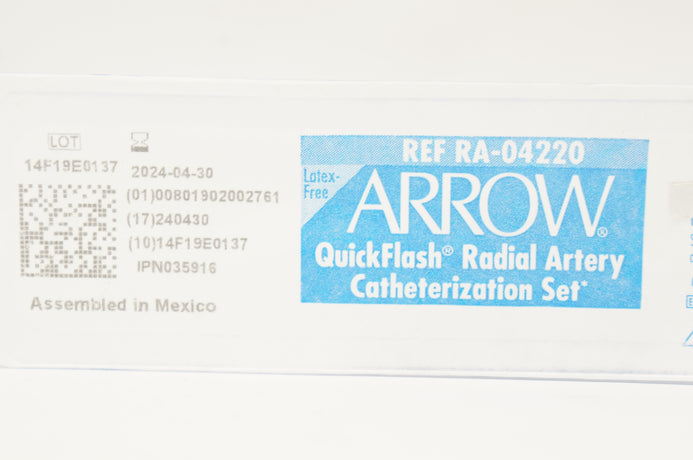 LOT
14F19E0137
2024-04-30
(01)00801902002761
(17)240430
(10)14F19E0137
IPN035916
Assembled in Mexico
REF RA-04220
Latex-
Free
ARROW®
QuickFlash® Radial Artery
Catheterization Set*